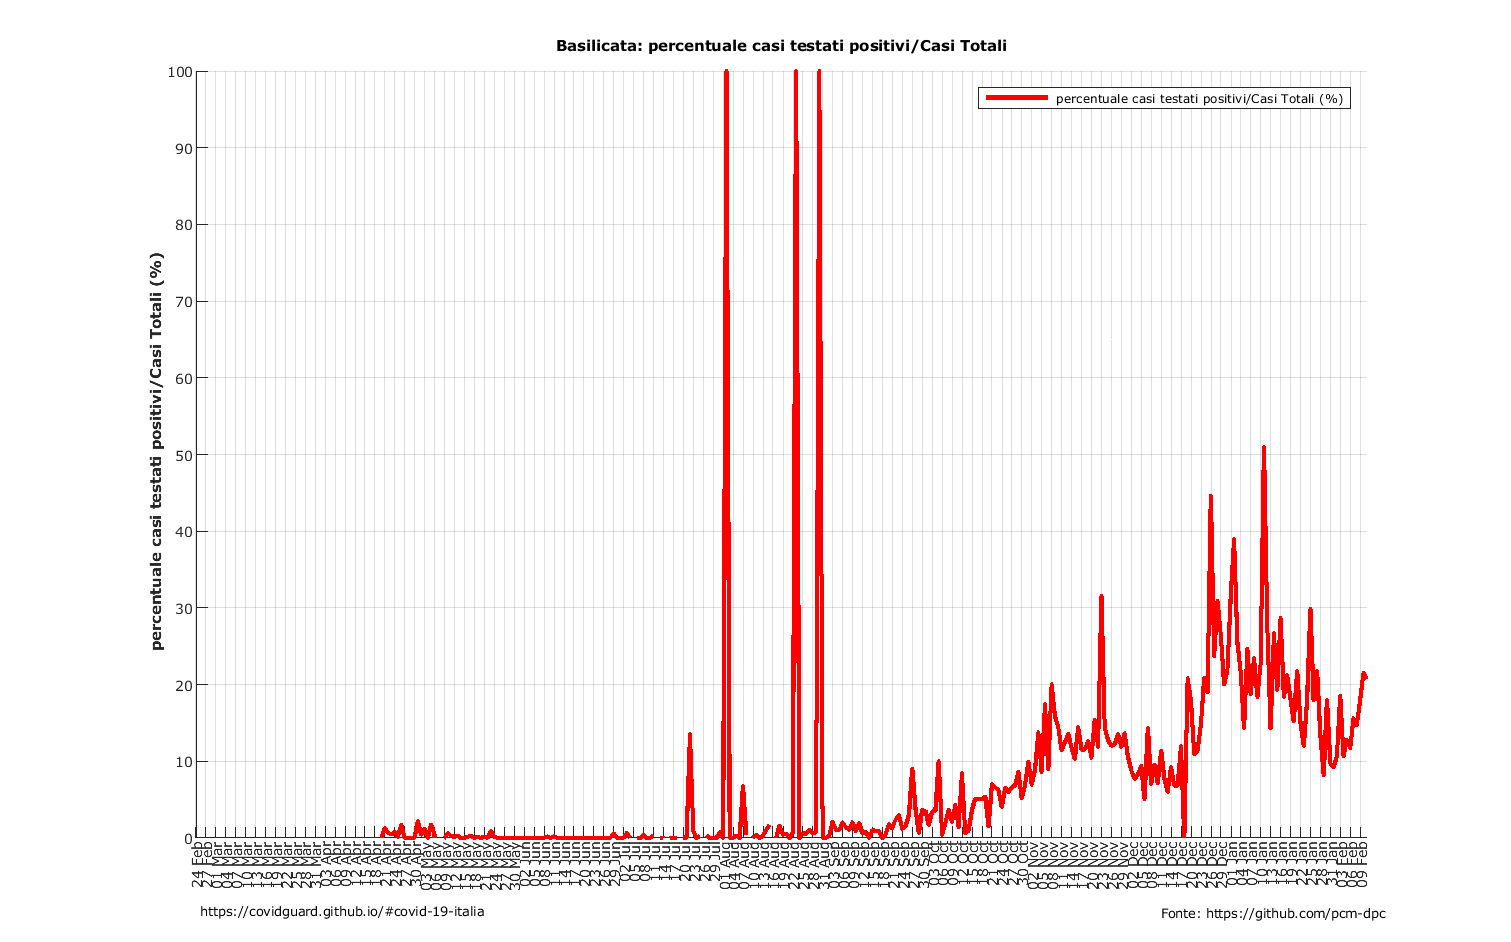 Basilicata: percentuale casi testati positivi/Casi Totali
percentuale casi testati positivi/Casi Totali (%)
percentuale casi testati positivi/Casi Totali (%)
100
90
80
70
60
50
40
30
20
10
0
24 Feb
27 Feb
01 Mar
04 Mar
07 Mar
10 Mar
13 Mar
16 Mar
19 Mar
22 Mar
25 Mar
28 Mar
31 Mar
03 Apr
06 Apr
09 Apr
12 Apr
15 Apr
18 Apr
21 Apr
24 Apr
27 Apr
30 Apr
03 May
06 May
09 May
12 May
15 May
18 May
21 May
24 May
27 May
30 May
02 Jun
05 Jun
08 Jun
11 Jun
14 Jun
17 Jun
20 Jun
23 Jun
26 Jun
29 Jun
02 Jul
05 Jul
08 Jul
11 Jul
14 Jul
17 Jul
20 Jul
23 Jul
26 Jul
29 Jul
01 Aug
04 Aug
07 Aug
10 Aug
13 Aug
16 Aug
19 Aug
22 Aug
25 Aug
28 Aug
31 Aug
03 Sep
06 Sep
09 Sep
12 Sep
15 Sep
18 Sep
21 Sep
24 Sep
27 Sep
30 Sep
03 Oct
06 Oct
09 Oct
12 Oct
15 Oct
18 Oct
21 Oct
24 Oct
27 Oct
30 Oct
02 Nov
05 Nov
08 Nov
11 Nov
14 Nov
17 Nov
20 Nov
23 Nov
26 Nov
29 Nov
02 Dec
05 Dec
08 Dec
11 Dec
14 Dec
17 Dec
20 Dec
23 Dec
26 Dec
29 Dec
01 Jan
04 Jan
07 Jan
10 Jan
13 Jan
16 Jan
19 Jan
22 Jan
25 Jan
28 Jan
31 Jan
03 Feb
06 Feb
09 Feb
https://covidguard.github.io/#covid-19-italia
Fonte: https://github.com/pcm-dpc